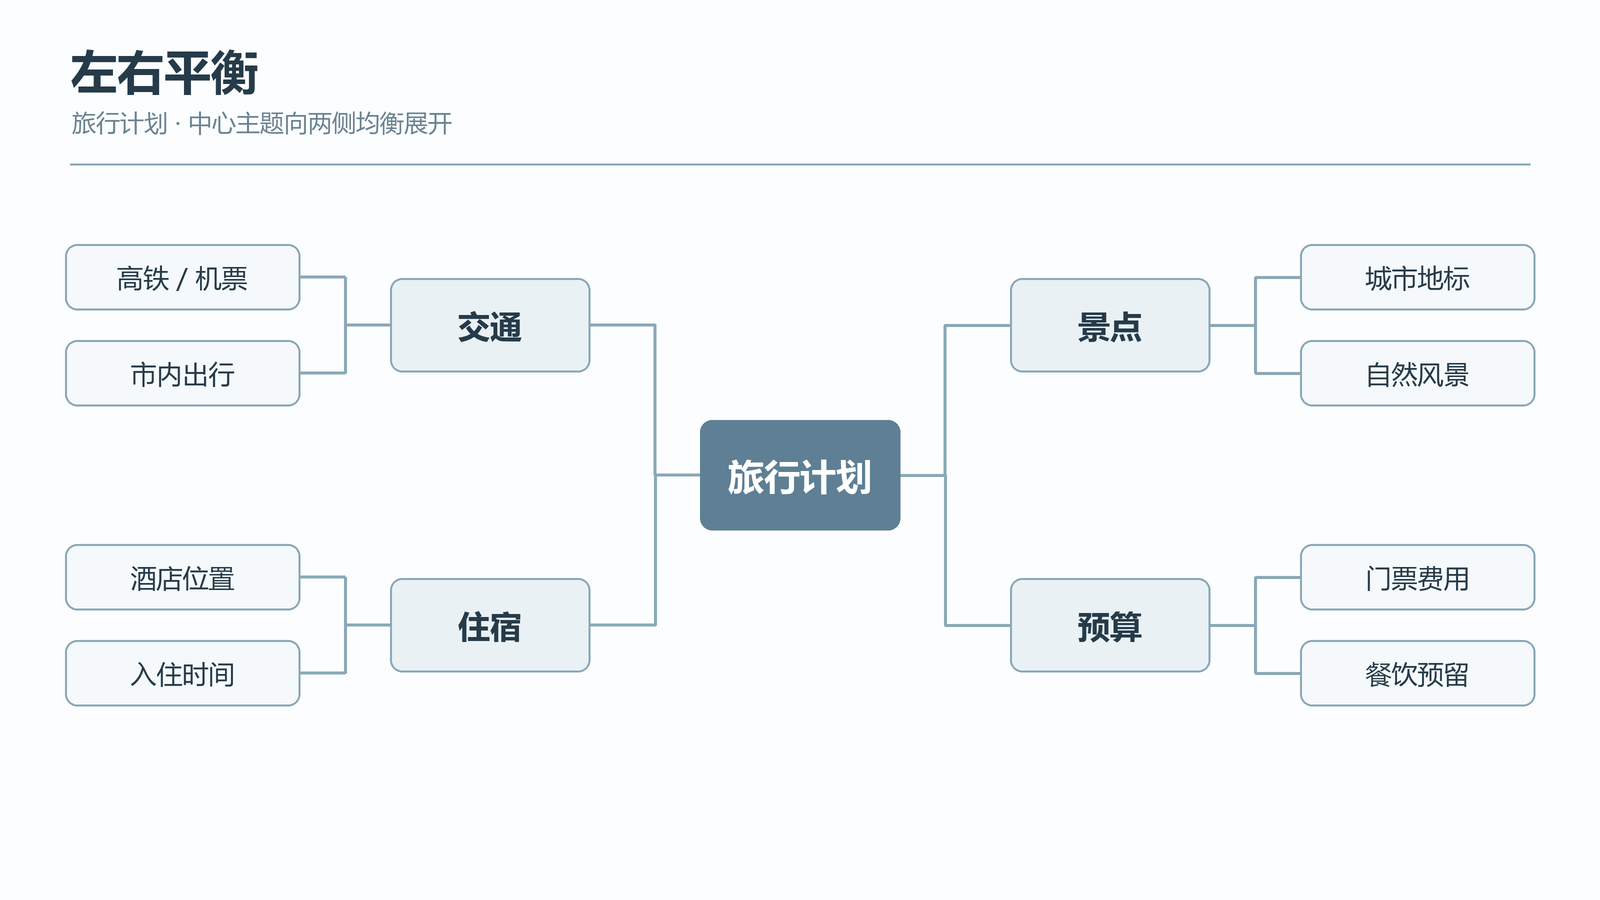 左右平衡
旅行计划 · 中心主题向两侧均衡展开
高铁 / 机票
市内出行
交通
酒店位置
入住时间
住宿
旅行计划
景点
城市地标
自然风景
预算
门票费用
餐饮预留